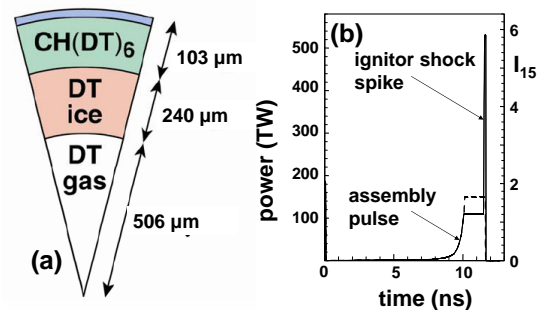 CH(DT)6
DT
ice
DT
gas
103 µm
240 µm
506 µm
(a)
(b)
ignitor shock
spike
assembly
pulse
power (TW)
500
400
300
200
100
I15
6
4
2
0
0
5
10
time (ns)